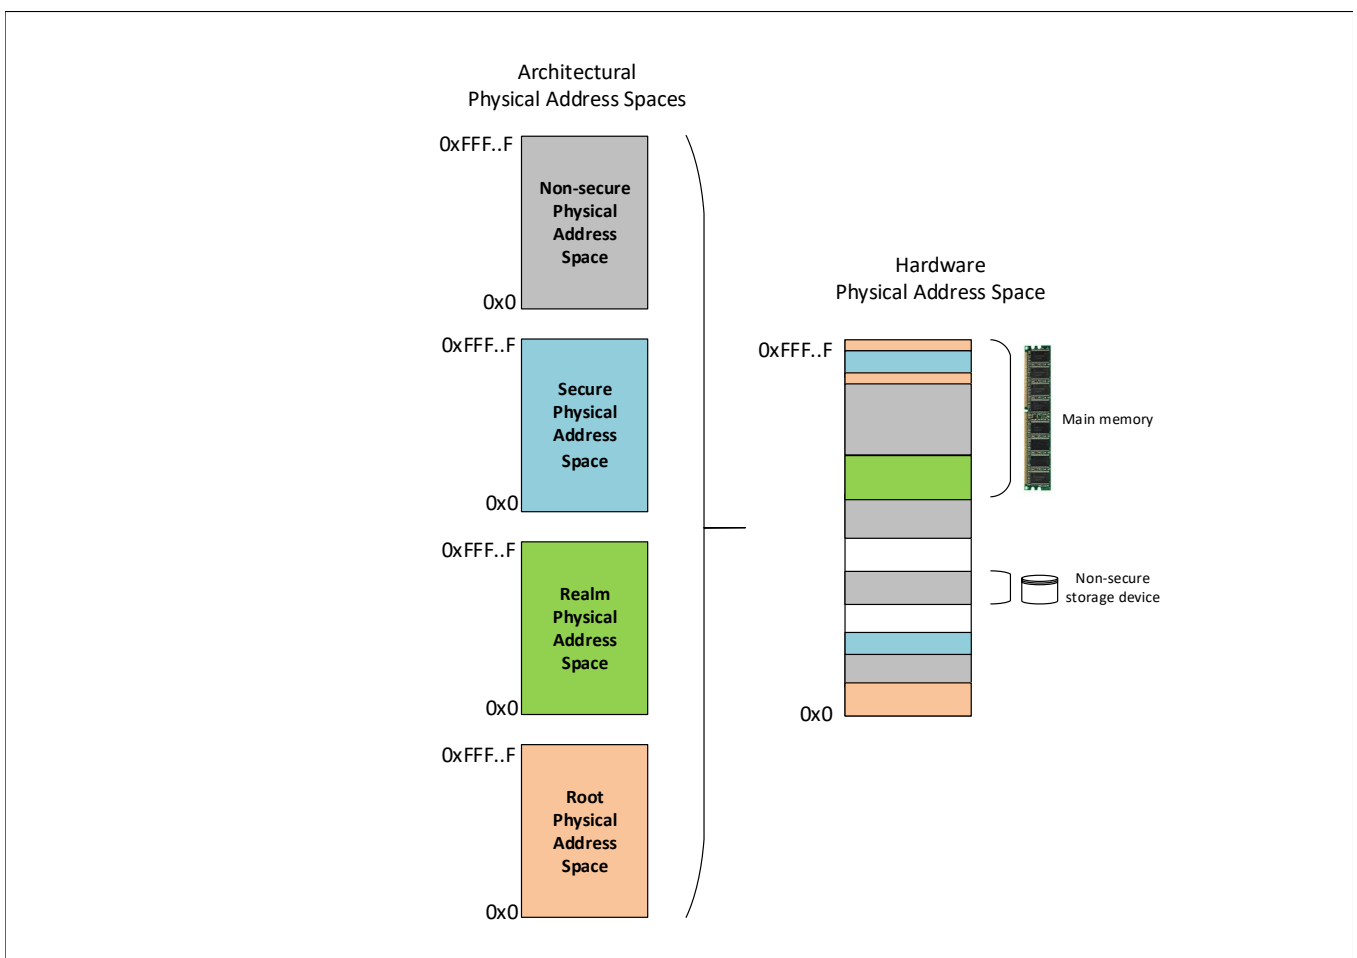 Architectural
Physical Address Spaces
0xFFF..F
Non-secure
Physical
Address
Space
0x0
0xFFF..F
Secure
Physical
Address
Space
0x0
0xFFF..F
Realm
Physical
Address
Space
0x0
0xFFF..F
Root
Physical
Address
Space
0x0
Hardware
Physical Address Space
0xFFF..F
Main memory
Non-secure
storage device
0x0